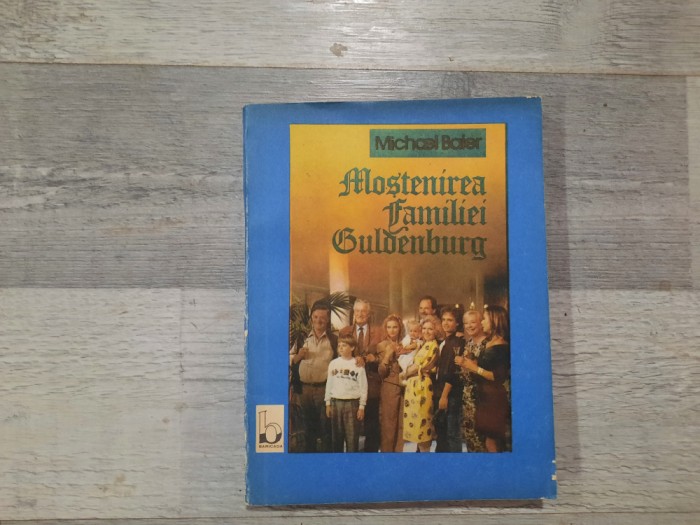 Michael Baier
Moștenirea
Familiei
Guldenburg
b